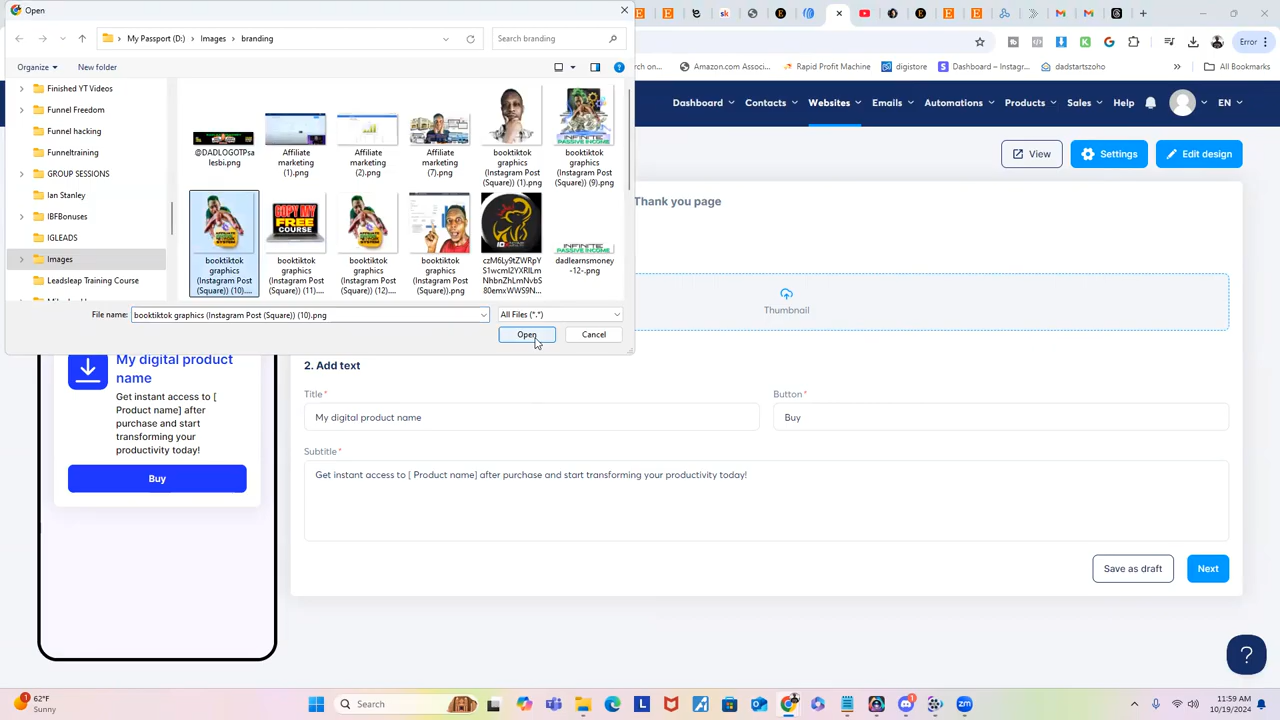 Open
My Passport (D:) > Images > branding
Search branding
Organize
New folder
Finished YT Videos
Funnel Freedom
Funnel hacking
Funneltraining
GROUP SESSIONS
Ian Stanley
IBFBonuses
IGLEADS
Images
Leadsleap Training Course
@DADLOGOTPsa
lesbi.png
Affiliate
marketing
(1).png
Affiliate
marketing
(2).png
Affiliate
marketing
(7).png
booktiktok
graphics
(Instagram Post
(Square)) (1).png
booktiktok
graphics
(Instagram Post
(Square)) (9).png
COPY MY
FREE
COURSE
INFINITE
booktiktok
graphics
(Instagram Post
(Square)) (10)....
booktiktok
graphics
(Instagram Post
(Square)) (11)....
booktiktok
graphics
(Instagram Post
(Square)) (12)....
booktiktok
graphics
(Instagram Post
(Square)).png
dadlearnsmoney
-12-.png
File name:
booktiktok graphics (Instagram Post (Square)) (10).png
All Files (*.*)
Open
Cancel
Error
Amazon.com Associ...
Rapid Profit Machine
digistore
Dashboard – Instagr...
dadstartszoho
All Bookmarks
Dashboard
Contacts
Websites
Emails
Automations
Products
Sales
Help
EN
View
Settings
Edit design
Thank you page
Thumbnail
2. Add text
Title*
Button*
My digital product name
Buy
Subtitle*
Get instant access to [ Product name] after purchase and start transforming your productivity today!
Save as draft
Next
My digital product
name
Get instant access to [
Product name] after
purchase and start
transforming your
productivity today!
Buy
?
1
62°F
Sunny
Search
11:59 AM
10/19/2024